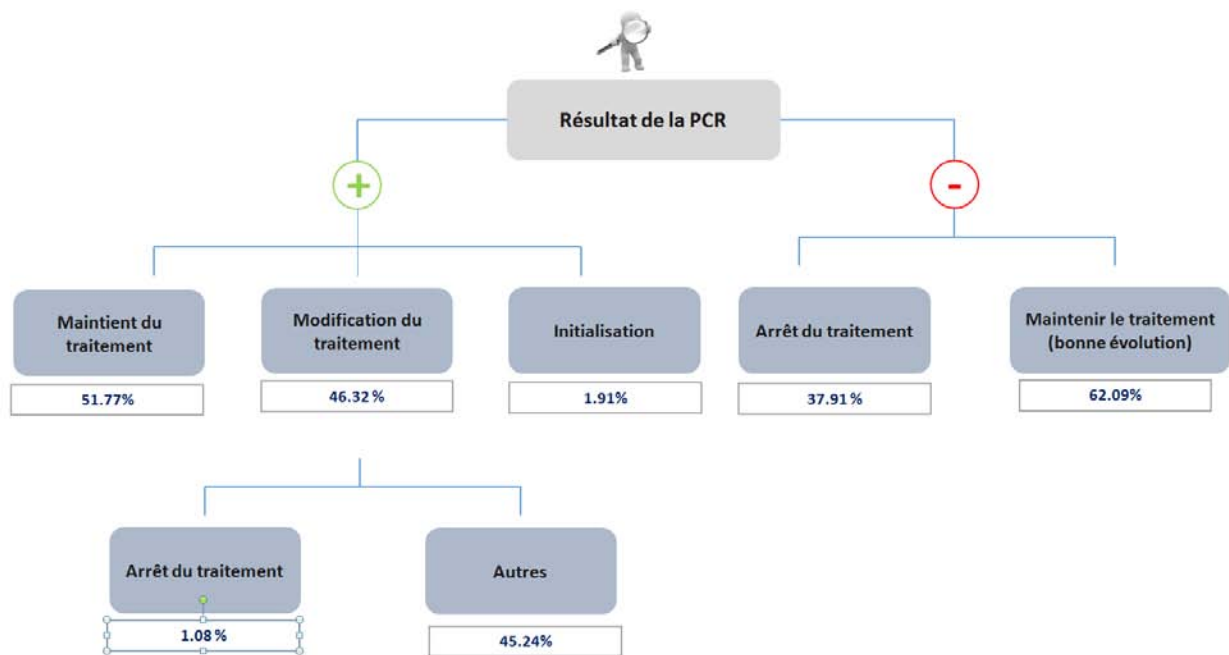 Résultat de la PCR
+
-
Maintient du
traitement
51.77%
Modification du
traitement
46.32 %
Initialisation
1.91%
Arrêt du traitement
37.91 %
Maintenir le traitement
(bonne évolution)
62.09%
Arrêt du traitement
1.08 %
Autres
45.24%